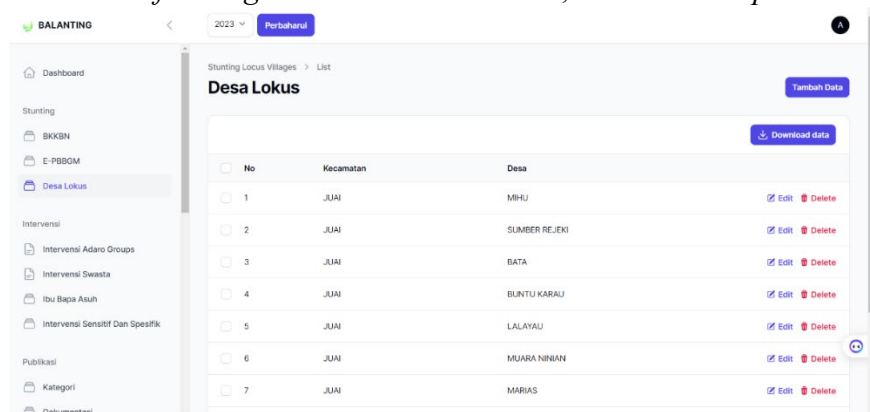 BALANTING
2023
Perbaharui
A
Dashboard
Stunting
BKKBN
E-PBBGM
Desa Lokus
Intervensi
Intervensi Adaro Groups
Intervensi Swasta
Ibu Bapa Asuh
Intervensi Sensitif Dan Spesifik
Publikasi
Kategori
Stunting Locus Villages > List
Desa Lokus
Tambah Data
Download data
No Kecamatan Desa
1 JUAI MIHU Edit Delete
2 JUAI SUMBER REJEKI Edit Delete
3 JUAI BATA Edit Delete
4 JUAI BUNTU KARAU Edit Delete
5 JUAI LALAYAU Edit Delete
6 JUAI MUARA NINIAN Edit Delete
7 JUAI MARIAS Edit Delete